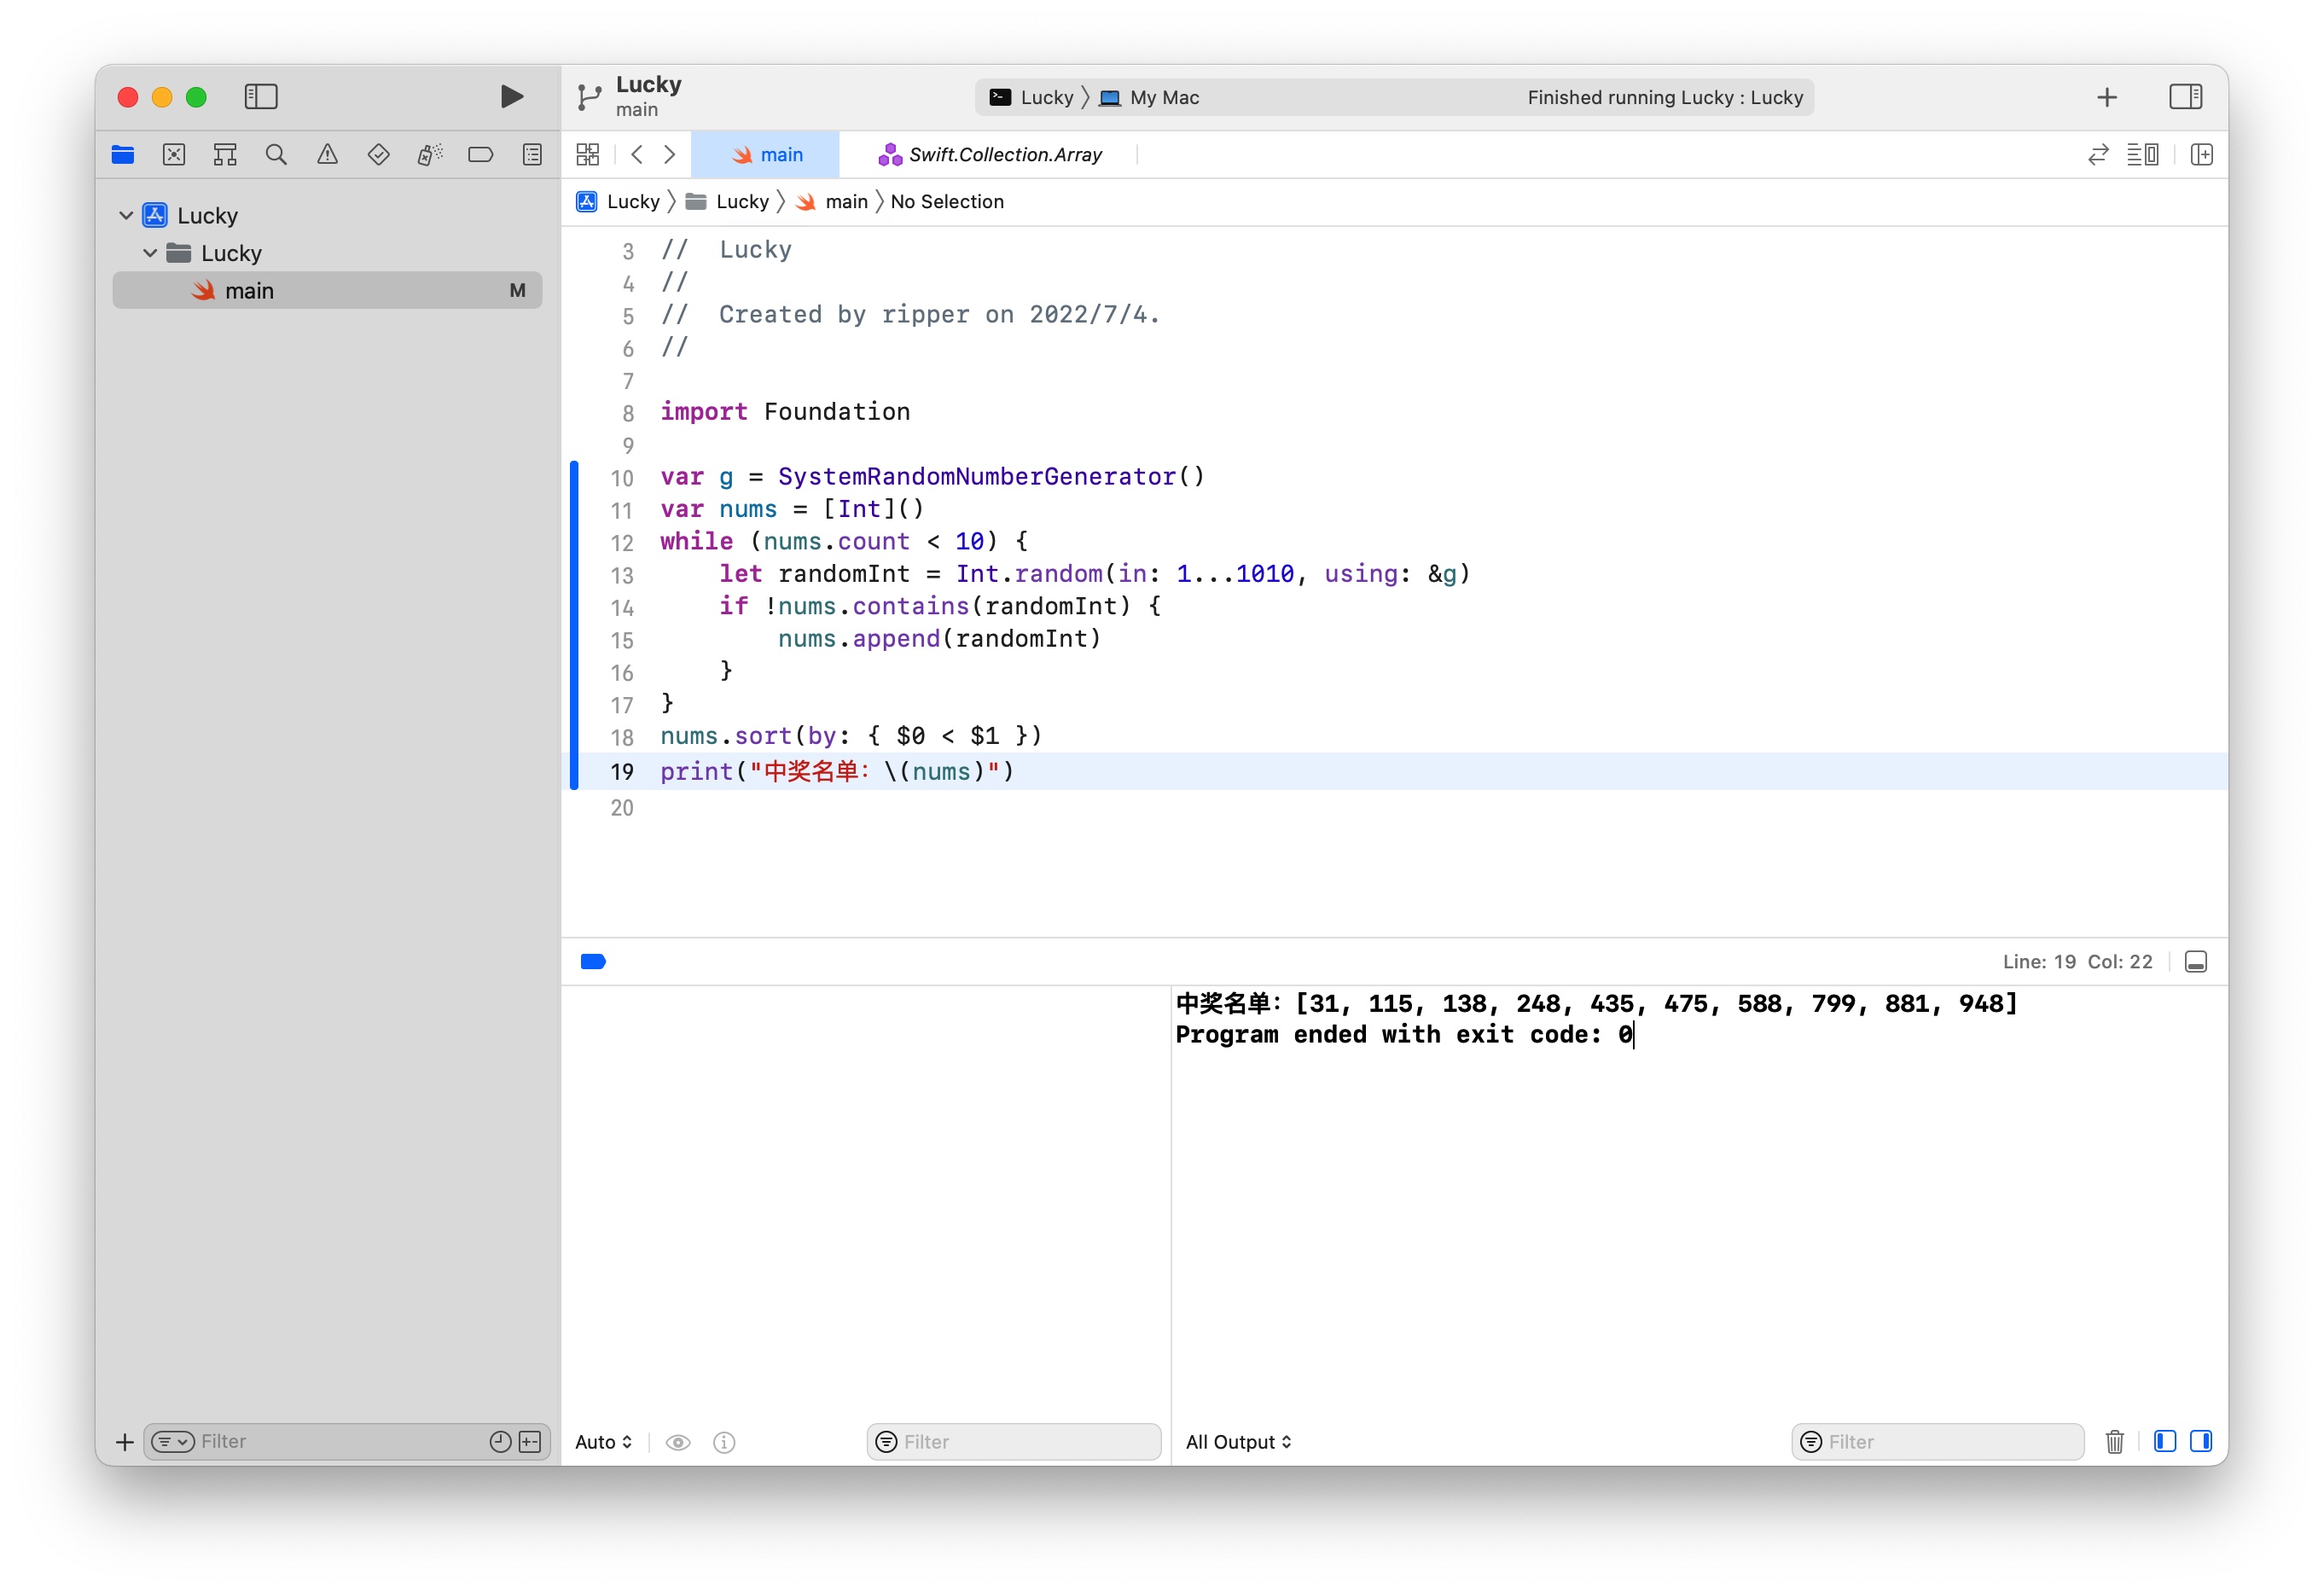 Lucky
main
Lucky 〉 My Mac
Finished running Lucky : Lucky
main
Swift.Collection.Array
Lucky 〉 Lucky 〉 main 〉 No Selection
Lucky
Lucky
main M
3 //  Lucky
4 //
5 //  Created by ripper on 2022/7/4.
6 //
7
8 import Foundation
9
10 var g = SystemRandomNumberGenerator()
11 var nums = [Int]()
12 while (nums.count < 10) {
13     let randomInt = Int.random(in: 1...1010, using: &g)
14     if !nums.contains(randomInt) {
15         nums.append(randomInt)
16     }
17 }
18 nums.sort(by: { $0 < $1 })
19 print("中奖名单：\(nums)")
20
Line: 19 Col: 22
中奖名单：[31, 115, 138, 248, 435, 475, 588, 799, 881, 948]
Program ended with exit code: 0
Filter
Auto
Filter
All Output
Filter